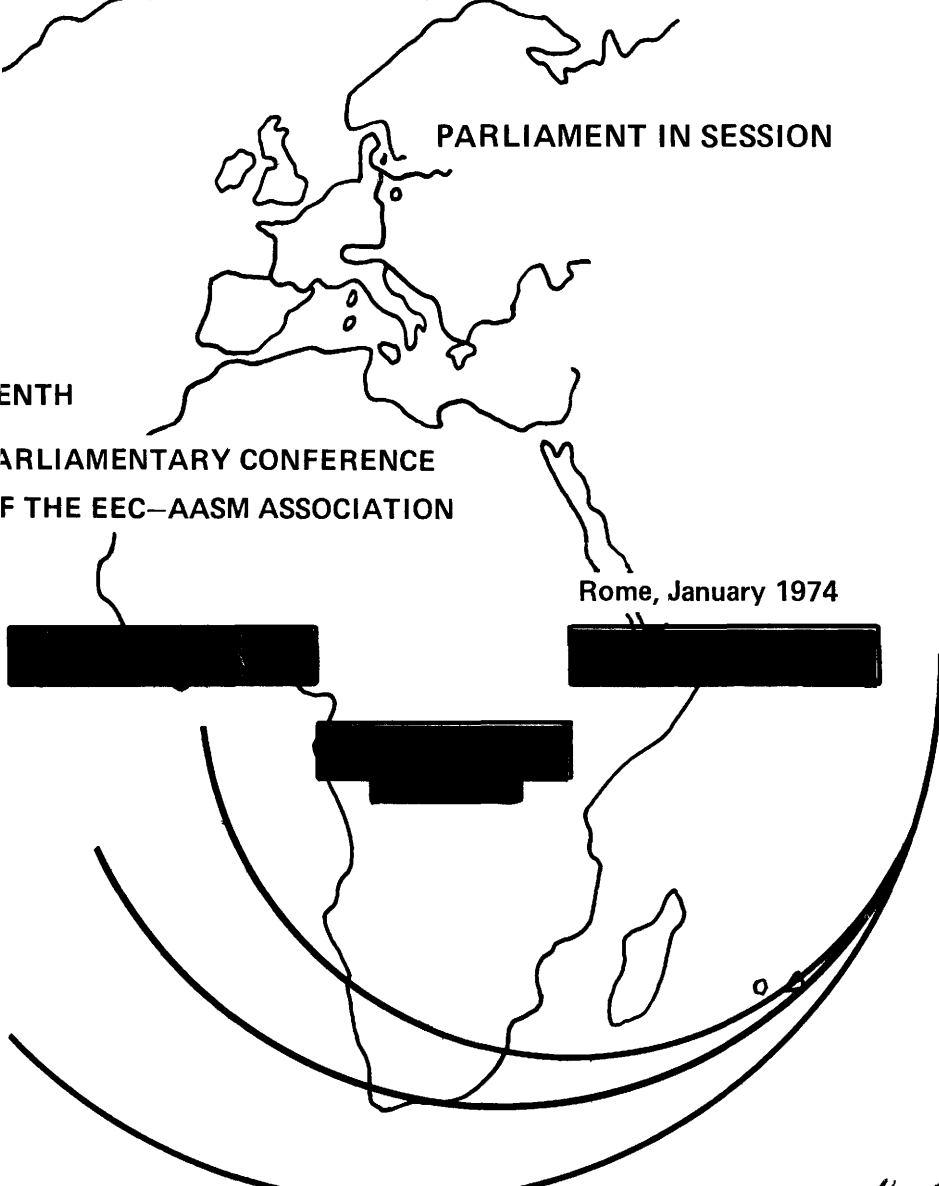 PARLIAMENT IN SESSION
ENTH
ARLIAMENTARY CONFERENCE
F THE EEC—AASM ASSOCIATION
Rome, January 1974